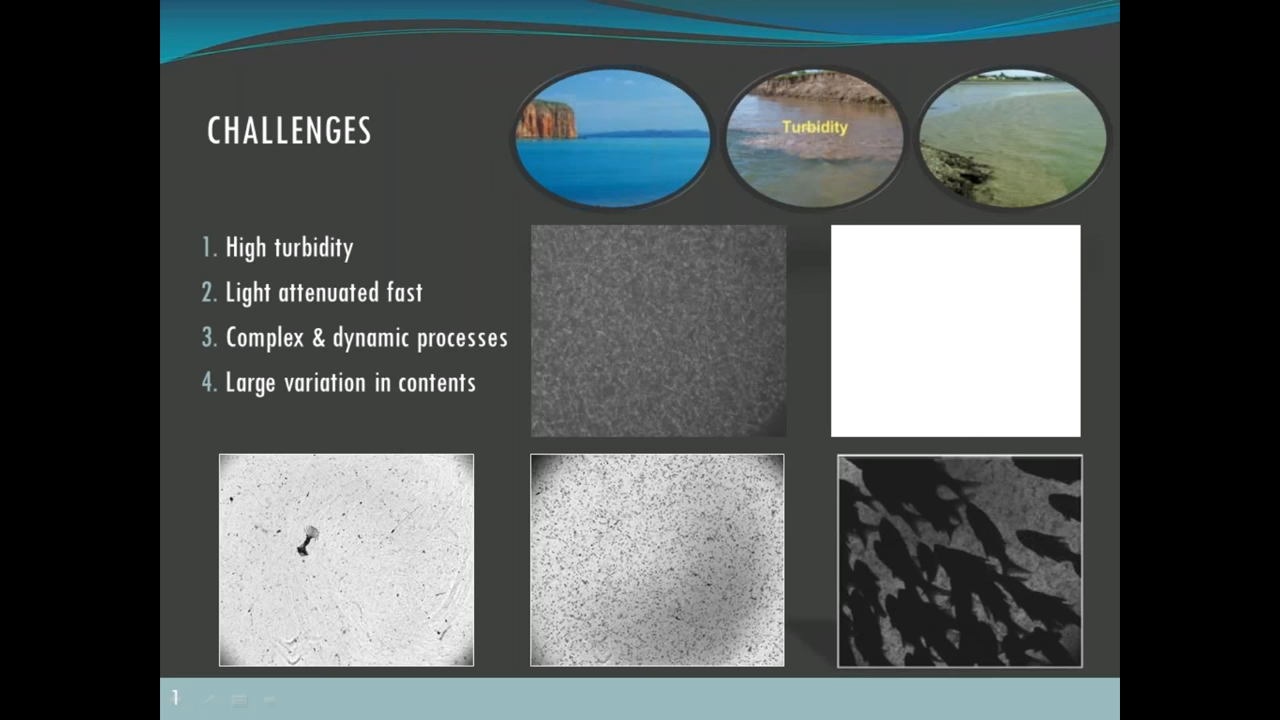 CHALLENGES
Turbidity
1. High turbidity
2. Light attenuated fast
3. Complex & dynamic processes
4. Large variation in contents
1